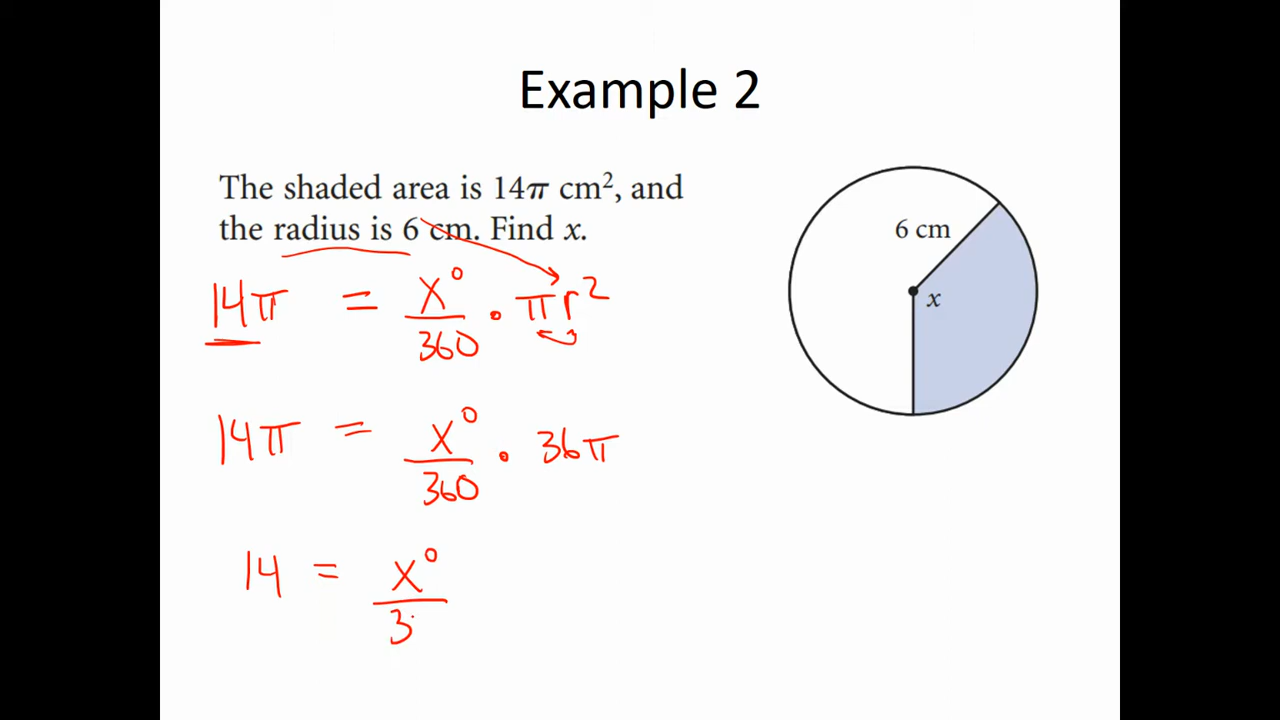 Example 2
The shaded area is 14π cm², and
the radius is 6 cm. Find x.
6 cm
x
14π = x° / 360 · πr²
14π = x° / 360 · 36π
14 = x° / 3